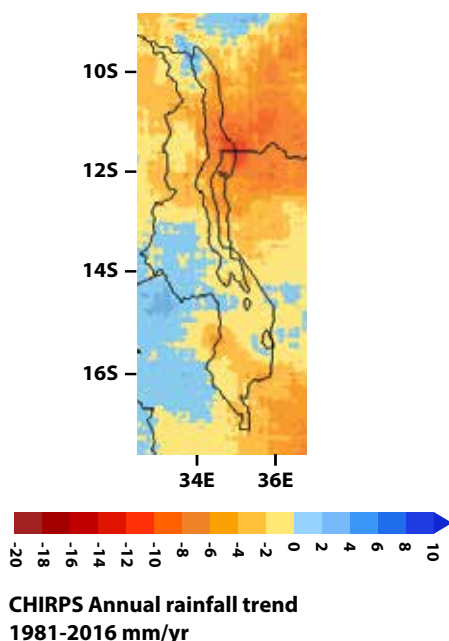 10S
12S
14S
16S
34E 36E
-20 -18 -16 -14 -12 -10 -8 -6 -4 -2 0 2 4 6 8 10
CHIRPS Annual rainfall trend
1981-2016 mm/yr